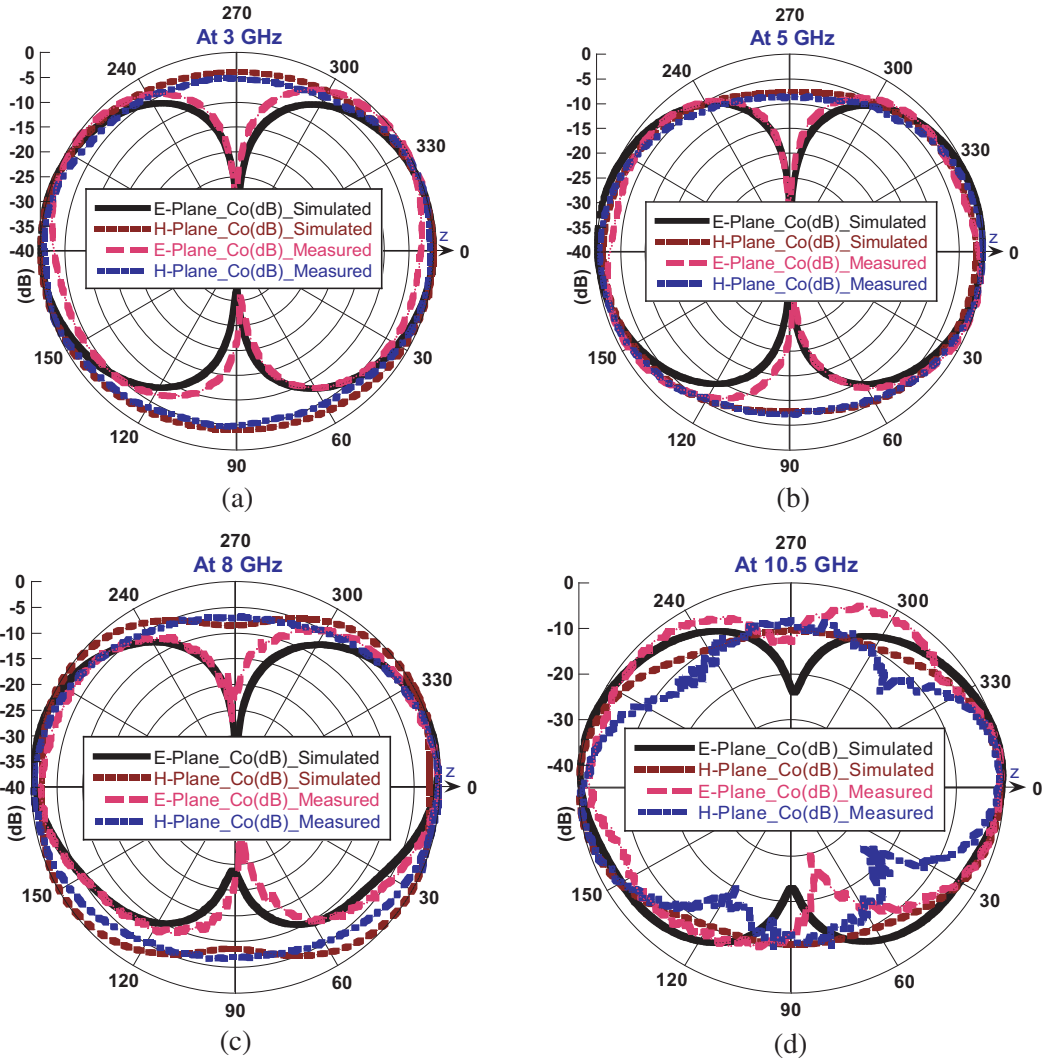 270
At 3 GHz
0
-5
-10
-15
-20
-25
-30
-35
-40
(dB)
240
300
330
z
0
30
60
90
120
150
E-Plane_Co(dB)_Simulated
H-Plane_Co(dB)_Simulated
E-Plane_Co(dB)_Measured
H-Plane_Co(dB)_Measured
(a)
270
At 5 GHz
0
-5
-10
-15
-20
-25
-30
-35
-40
(dB)
240
300
330
z
0
30
60
90
120
150
E-Plane_Co(dB)_Simulated
H-Plane_Co(dB)_Simulated
E-Plane_Co(dB)_Measured
H-Plane_Co(dB)_Measured
(b)
270
At 8 GHz
0
-5
-10
-15
-20
-25
-30
-35
-40
(dB)
240
300
330
z
0
30
60
90
120
150
E-Plane_Co(dB)_Simulated
H-Plane_Co(dB)_Simulated
E-Plane_Co(dB)_Measured
H-Plane_Co(dB)_Measured
(c)
270
At 10.5 GHz
0
-10
-20
-30
-40
(dB)
240
300
330
z
0
30
60
90
120
150
E-Plane_Co(dB)_Simulated
H-Plane_Co(dB)_Simulated
E-Plane_Co(dB)_Measured
H-Plane_Co(dB)_Measured
(d)